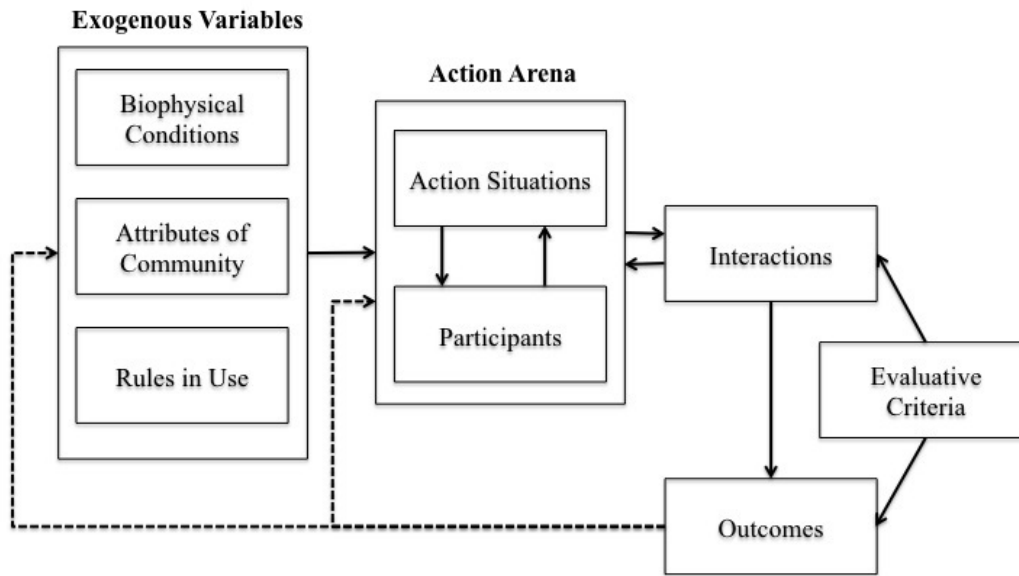 Exogenous Variables
Biophysical
Conditions
Attributes of
Community
Rules in Use
Action Arena
Action Situations
Participants
Interactions
Evaluative
Criteria
Outcomes